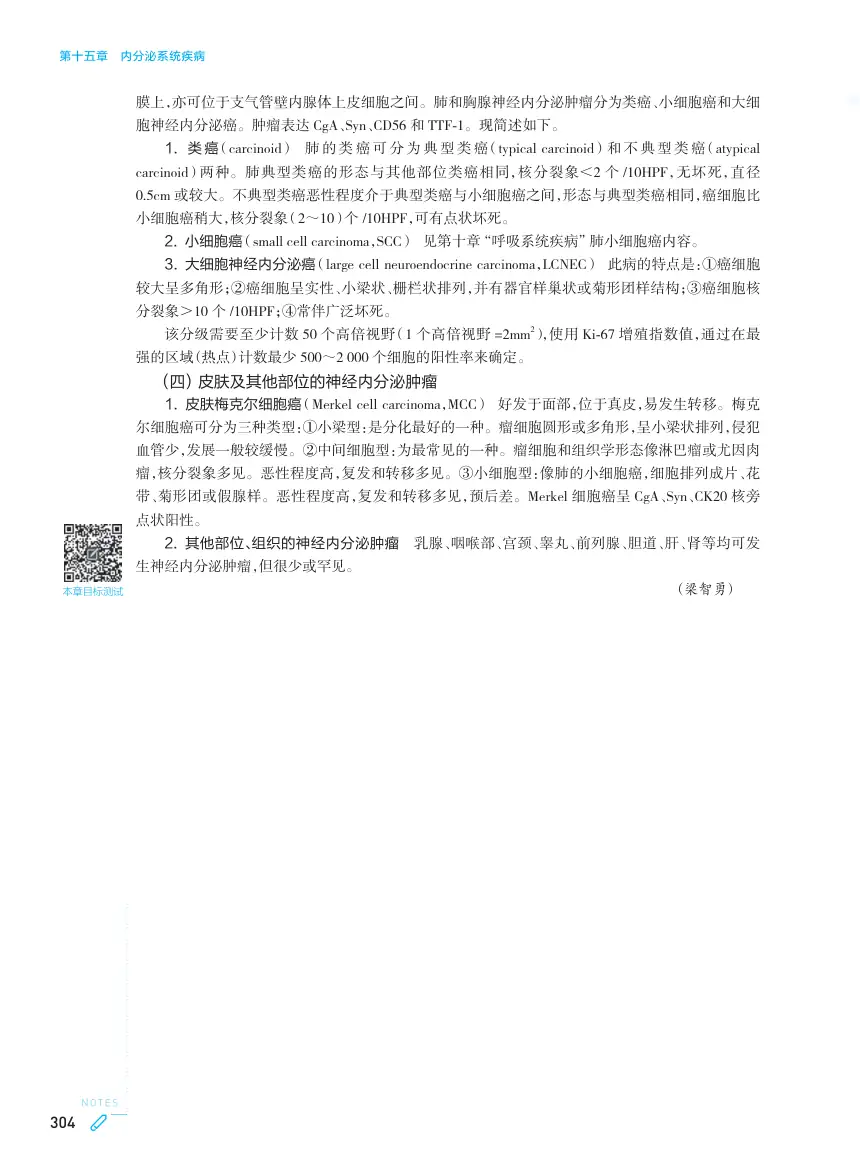 第十五章　内分泌系统疾病
膜上,亦可位于支气管壁内腺体上皮细胞之间。肺和胸腺神经内分泌肿瘤分为类癌、小细胞癌和大细
胞神经内分泌癌。肿瘤表达 CgA、Syn、CD56 和 TTF-1。现简述如下。
1. 类癌（carcinoid）　肺的类癌可分为典型类癌（typical carcinoid）和不典型类癌（atypical
carcinoid）两种。肺典型类癌的形态与其他部位类癌相同,核分裂象＜2 个 /10HPF,无坏死,直径
0.5cm 或较大。不典型类癌恶性程度介于典型类癌与小细胞癌之间,形态与典型类癌相同,癌细胞比
小细胞癌稍大,核分裂象（2～10）个 /10HPF,可有点状坏死。
2. 小细胞癌（small cell carcinoma,SCC）　见第十章“呼吸系统疾病”肺小细胞癌内容。
3. 大细胞神经内分泌癌（large cell neuroendocrine carcinoma,LCNEC）　此病的特点是:①癌细胞
较大呈多角形;②癌细胞呈实性、小梁状、栅栏状排列,并有器官样巢状或菊形团样结构;③癌细胞核
分裂象＞10 个 /10HPF;④常伴广泛坏死。
该分级需要至少计数 50 个高倍视野（1 个高倍视野 =2mm²）,使用 Ki-67 增殖指数值,通过在最
强的区域（热点）计数最少 500～2 000 个细胞的阳性率来确定。
（四）皮肤及其他部位的神经内分泌肿瘤
1. 皮肤梅克尔细胞癌（Merkel cell carcinoma,MCC）　好发于面部,位于真皮,易发生转移。梅克
尔细胞癌可分为三种类型:①小梁型:是分化最好的一种。瘤细胞圆形或多角形,呈小梁状排列,侵犯
血管少,发展一般较缓慢。②中间细胞型:为最常见的一种。瘤细胞和组织学形态像淋巴瘤或尤因肉
瘤,核分裂象多见。恶性程度高,复发和转移多见。③小细胞型:像肺的小细胞癌,细胞排列成片、花
带、菊形团或假腺样。恶性程度高,复发和转移多见,预后差。Merkel 细胞癌呈 CgA、Syn、CK20 核旁
点状阳性。
2. 其他部位、组织的神经内分泌肿瘤　乳腺、咽喉部、宫颈、睾丸、前列腺、胆道、肝、肾等均可发
生神经内分泌肿瘤,但很少或罕见。
（梁智勇）
本章目标测试
NOTES
304